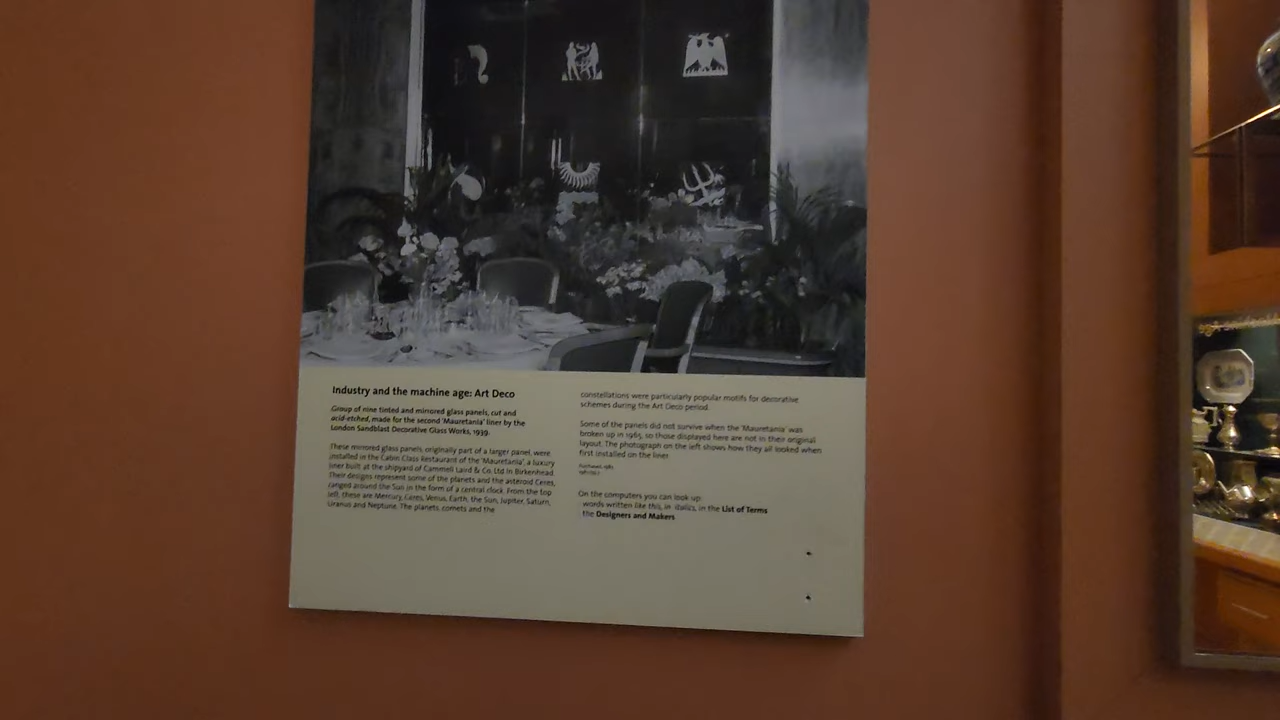 Industry and the machine age: Art Deco
Group of nine tinted and mirrored glass panels, cut and
acid-etched, made for the second 'Mauretania' liner by the
London Sandblast Decorative Glass Works, 1939.
These mirrored glass panels, originally part of a larger panel, were
installed in the Cabin Class Restaurant of the 'Mauretania', a luxury
liner built at the shipyard of Cammell Laird & Co. Ltd in Birkenhead.
Their designs represent some of the planets and the asteroid Ceres,
ranged around the Sun in the form of a central clock. From the top
left, these are Mercury, Ceres, Venus, Earth, the Sun, Jupiter, Saturn,
Uranus and Neptune. The planets, comets and the
constellations were particularly popular motifs for decorative
schemes during the Art Deco period.
Some of the panels did not survive when the 'Mauretania' was
broken up in 1965, so those displayed here are not in their original
layout. The photograph on the left shows how they all looked when
first installed on the liner.
On the computers you can look up:
words written like this, in italics, in the List of Terms
the Designers and Makers